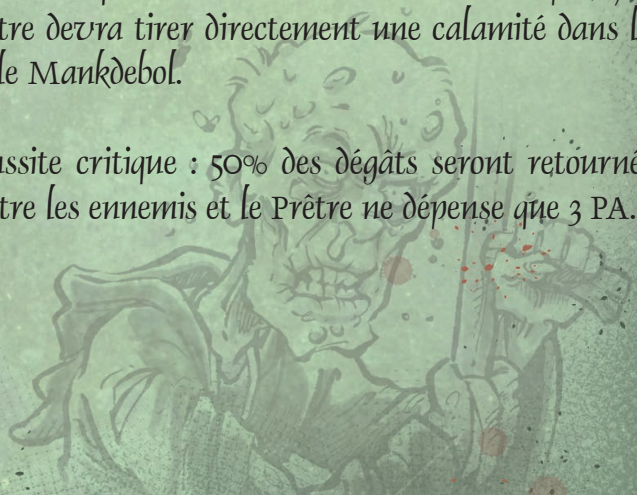 tre devra tirer directement une calamité dans
le Mankdebol.
ussite critique : 50% des dégâts seront retourné
tre les ennemis et le Prêtre ne dépense que 3 PA.